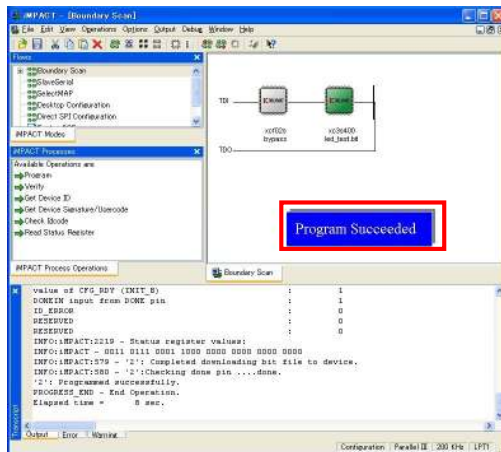 iMPACT - [Boundary Scan]
File Edit View Operations Options Output Debug Window Help
Flows
Boundary Scan
SlaveSerial
SelectMAP
Desktop Configuration
Direct SPI Configuration
iMPACT Modes
iMPACT Processes
Available Operations are:
Program
Verify
Get Device ID
Get Device Signature/Usercode
Check Idcode
Read Status Register
iMPACT Process Operations
TDI
XILINX
XILINX
xcf02s
bypass
xc3s400
led_test.bit
TDO
Program Succeeded
Boundary Scan
value of CFG_RDY (INIT_B) : 1
DONEIN input from DONE pin : 1
ID_ERROR : 0
RESERVED : 0
RESERVED : 0
INFO:iMPACT:2219 - Status register values:
INFO:iMPACT - 0011 0111 0001 1000 0000 0000 0000 0000
INFO:iMPACT:579 - '2': Completed downloading bit file to device.
INFO:iMPACT:580 - '2':Checking done pin ....done.
'2': Programmed successfully.
PROGRESS_END - End Operation.
Elapsed time = 8 sec.
Transcript
Output Error Warning
Configuration Parallel III 200 KHz LPT1